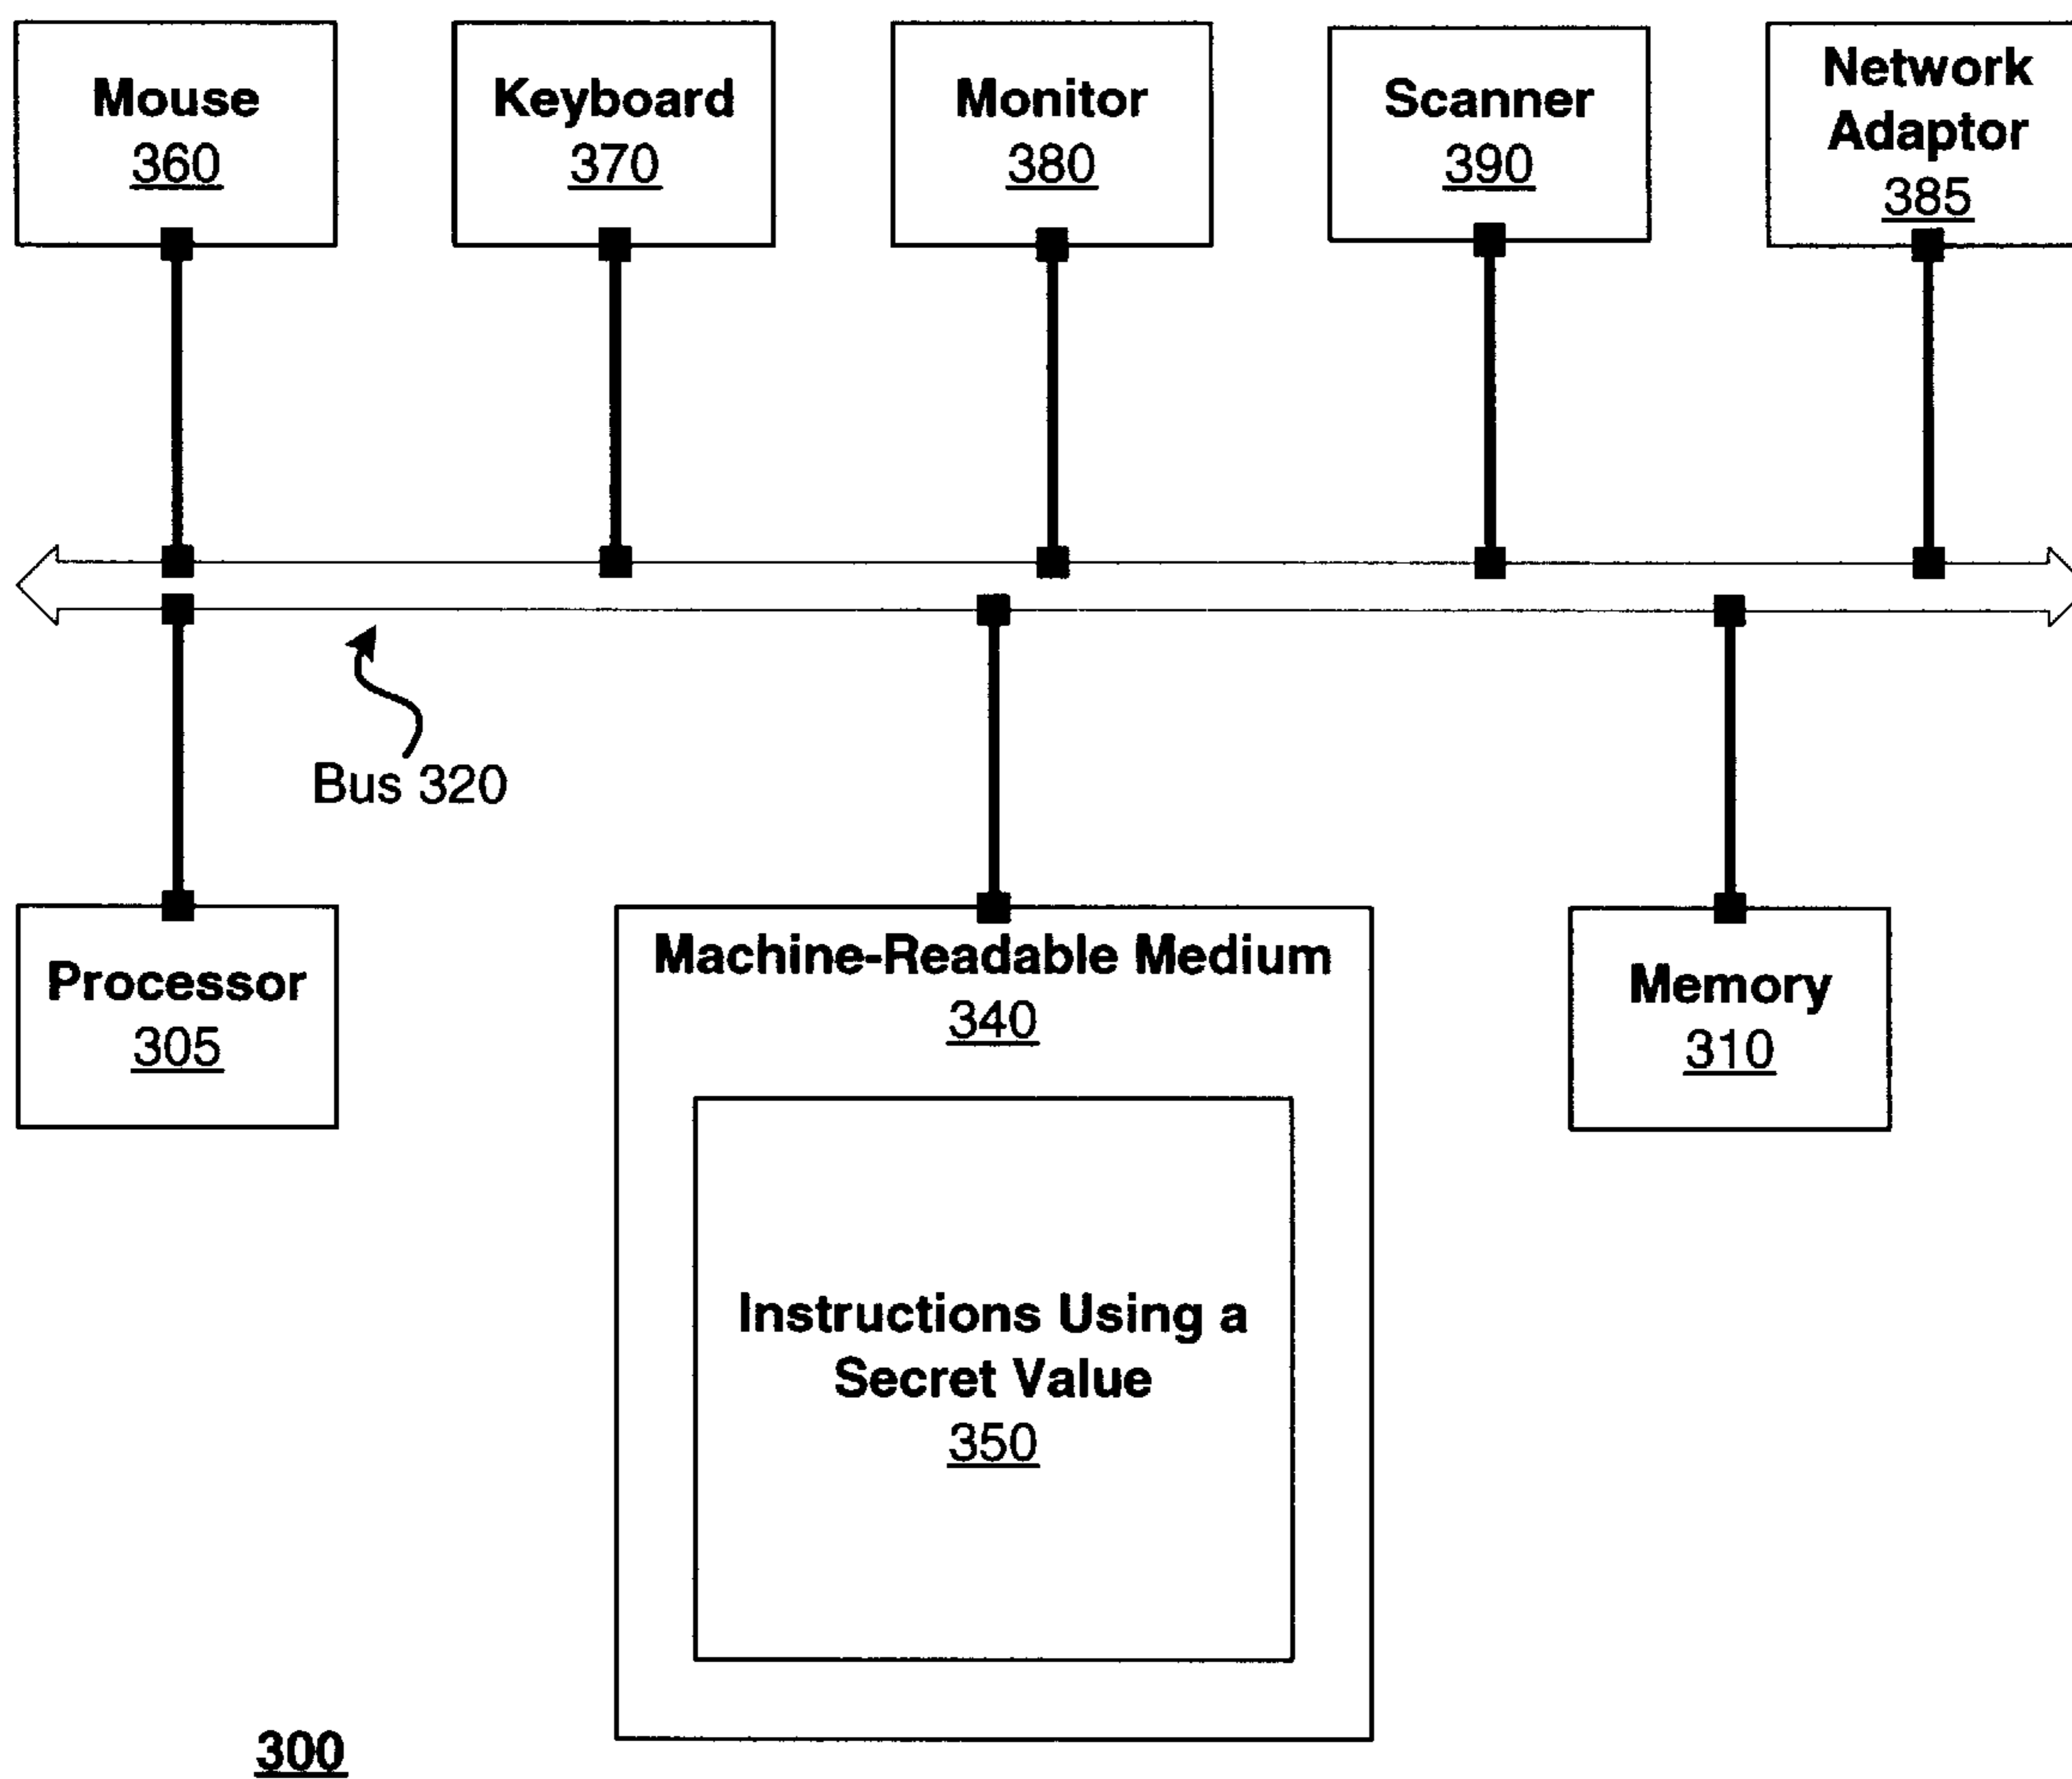 Mouse
360
Keyboard
370
Monitor
380
Scanner
390
Network
Adaptor
385
Bus 320
Processor
305
Machine-Readable Medium
340
Memory
310
Instructions Using a
Secret Value
350
300